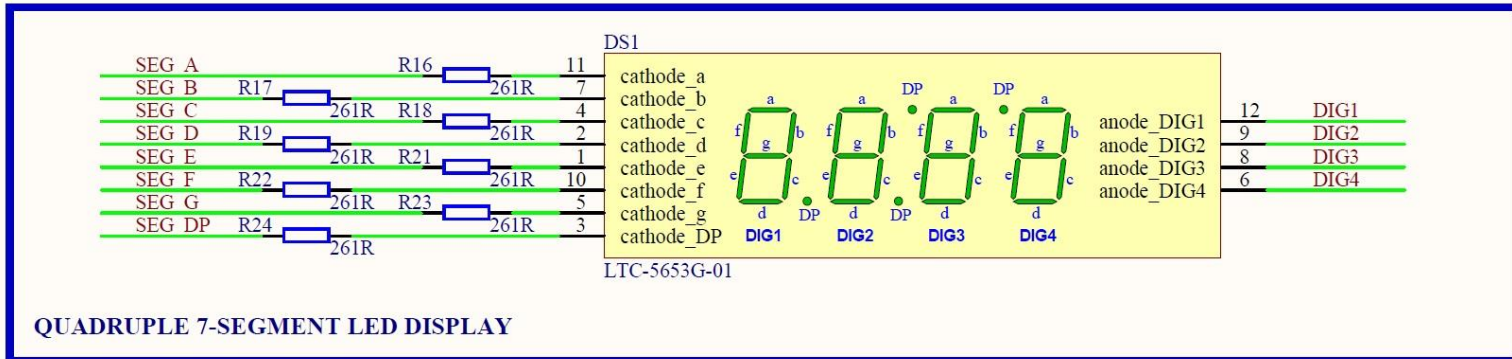 DS1
SEG A R16 261R 11 cathode_a
SEG B R17 261R 7 cathode_b
SEG C R18 261R 4 cathode_c
SEG D R19 261R 2 cathode_d
SEG E R21 261R 1 cathode_e
SEG F R22 261R 10 cathode_f
SEG G R23 261R 5 cathode_g
SEG DP R24 261R 3 cathode_DP
DP DP
a a a a
f b f b f b f b
g g g g
e c e c e c e c
d DP d DP d d
DIG1 DIG2 DIG3 DIG4
anode_DIG1 12 DIG1
anode_DIG2 9 DIG2
anode_DIG3 8 DIG3
anode_DIG4 6 DIG4
LTC-5653G-01
QUADRUPLE 7-SEGMENT LED DISPLAY